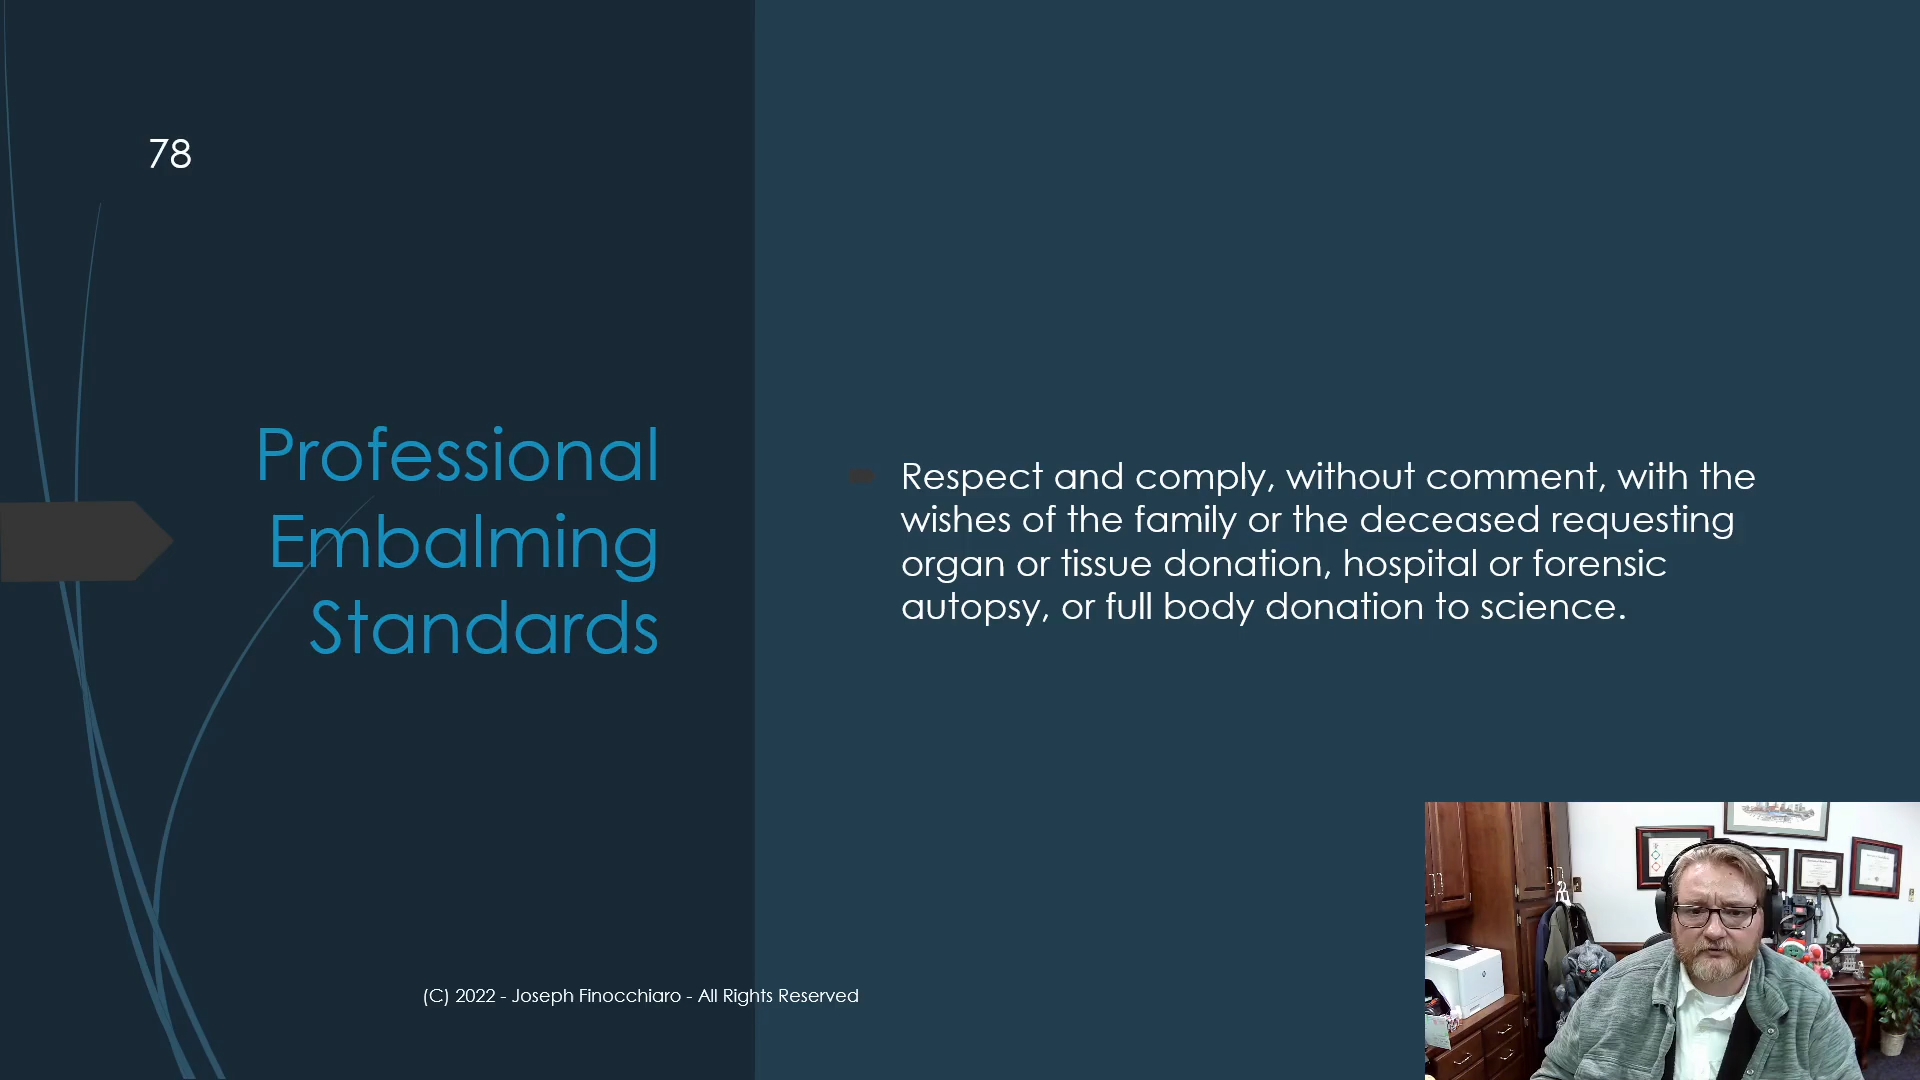 78
Professional
Embalming
Standards
Respect and comply, without comment, with the
wishes of the family or the deceased requesting
organ or tissue donation, hospital or forensic
autopsy, or full body donation to science.
(C) 2022 - Joseph Finocchiaro - All Rights Reserved